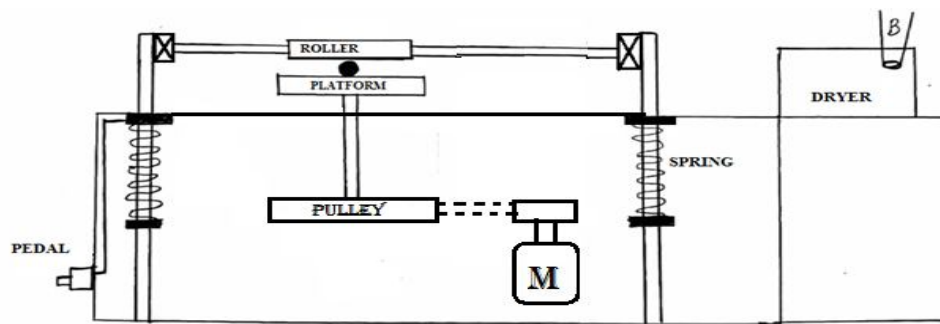 B
ROLLER
PLATFORM
DRYER
SPRING
PULLEY
PEDAL
M